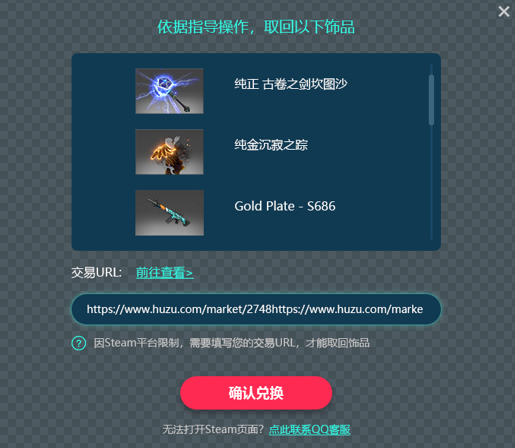 依据指导操作，取回以下饰品
纯正 古卷之剑坎图沙
纯金沉寂之踪
Gold Plate - S686
交易URL: 前往查看>
https://www.huzu.com/market/2748https://www.huzu.com/marke
? 因Steam平台限制，需要填写您的交易URL，才能取回饰品
确认兑换
无法打开Steam页面？点此联系QQ客服